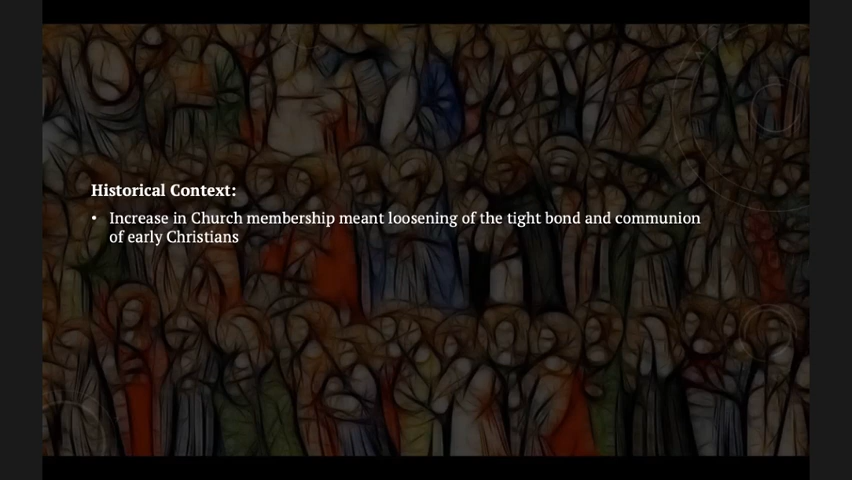 Historical Context:
• Increase in Church membership meant loosening of the tight bond and communion
of early Christians